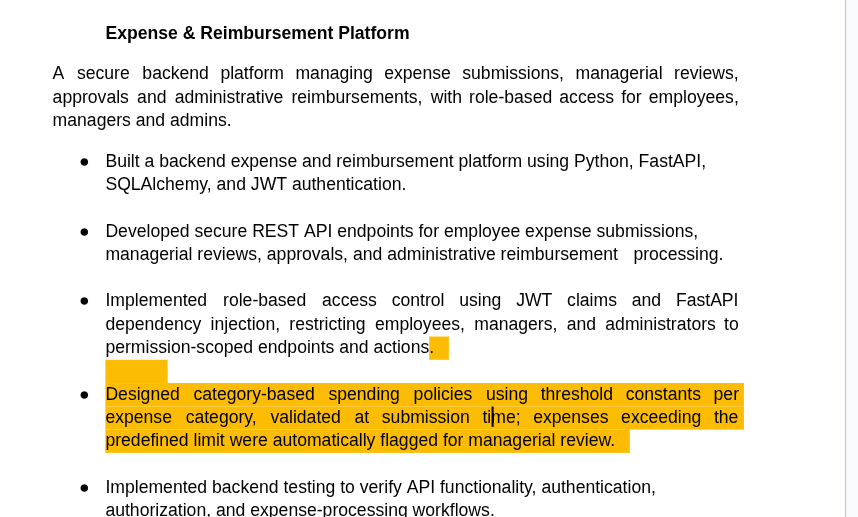 Expense & Reimbursement Platform
A secure backend platform managing expense submissions, managerial reviews,
approvals and administrative reimbursements, with role-based access for employees,
managers and admins.
● Built a backend expense and reimbursement platform using Python, FastAPI,
SQLAlchemy, and JWT authentication.
● Developed secure REST API endpoints for employee expense submissions,
managerial reviews, approvals, and administrative reimbursement processing.
● Implemented role-based access control using JWT claims and FastAPI
dependency injection, restricting employees, managers, and administrators to
permission-scoped endpoints and actions.
● Designed category-based spending policies using threshold constants per
expense category, validated at submission time; expenses exceeding the
predefined limit were automatically flagged for managerial review.
● Implemented backend testing to verify API functionality, authentication,
authorization, and expense-processing workflows.